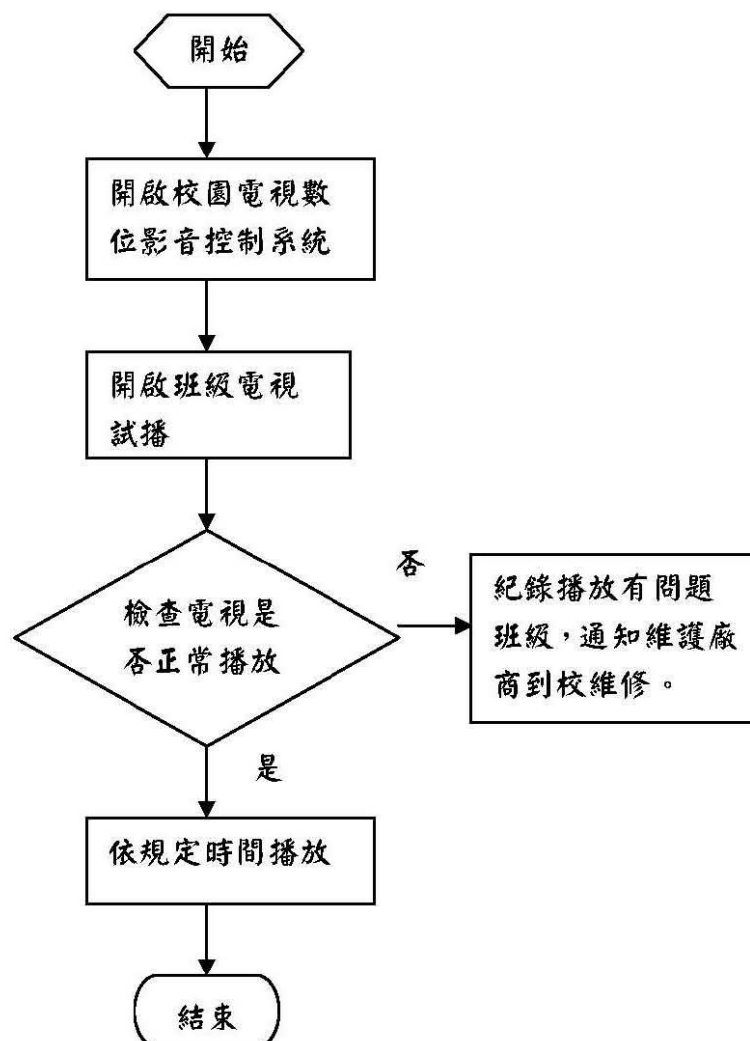 開始
開啟校園電視數
位影音控制系統
開啟班級電視
試播
檢查電視是
否正常播放
否
紀錄播放有問題
班級，通知維護廠
商到校維修。
是
依規定時間播放
結束